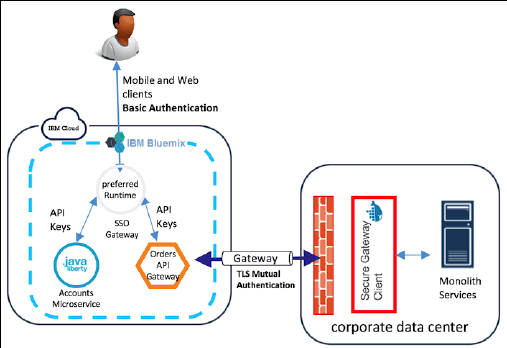 Mobile and Web
clients
Basic Authentication
IBM Cloud
IBM Bluemix
preferred
Runtime
SSO
Gateway
API
Keys
API
Keys
java
liberty
Accounts
Microservice
Orders
API
Gateway
Gateway
TLS Mutual
Authentication
Secure Gateway
Client
Monolith
Services
corporate data center